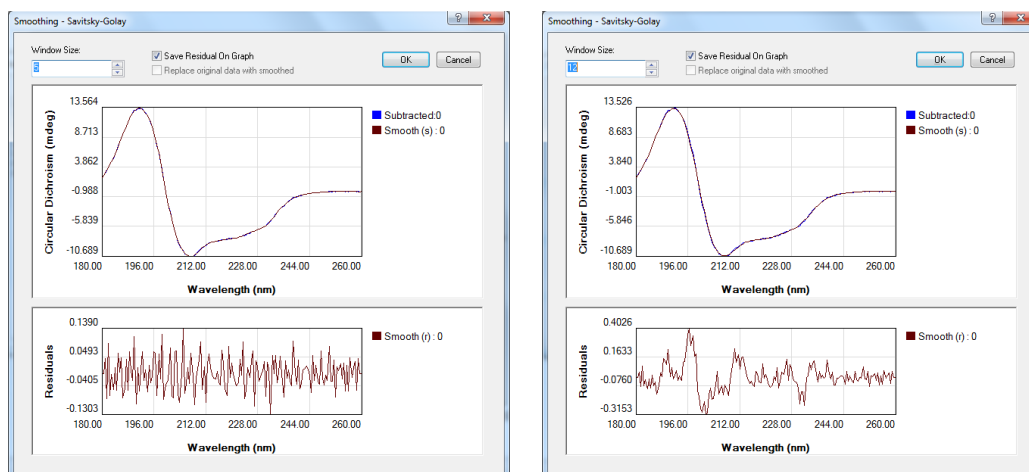 Smoothing - Savitsky-Golay
Window Size:
5
Save Residual On Graph
Replace original data with smoothed
OK
Cancel
13.564
8.713
3.862
-0.988
-5.839
-10.689
Circular Dichroism (mdeg)
180.00 196.00 212.00 228.00 244.00 260.00
Wavelength (nm)
Subtracted:0
Smooth (s) : 0
0.1390
0.0493
-0.0405
-0.1303
Residuals
180.00 196.00 212.00 228.00 244.00 260.00
Wavelength (nm)
Smooth (r) : 0
Smoothing - Savitsky-Golay
Window Size:
12
Save Residual On Graph
Replace original data with smoothed
OK
Cancel
13.526
8.683
3.840
-1.003
-5.846
-10.689
Circular Dichroism (mdeg)
180.00 196.00 212.00 228.00 244.00 260.00
Wavelength (nm)
Subtracted:0
Smooth (s) : 0
0.4026
0.1633
-0.0760
-0.3153
Residuals
180.00 196.00 212.00 228.00 244.00 260.00
Wavelength (nm)
Smooth (r) : 0